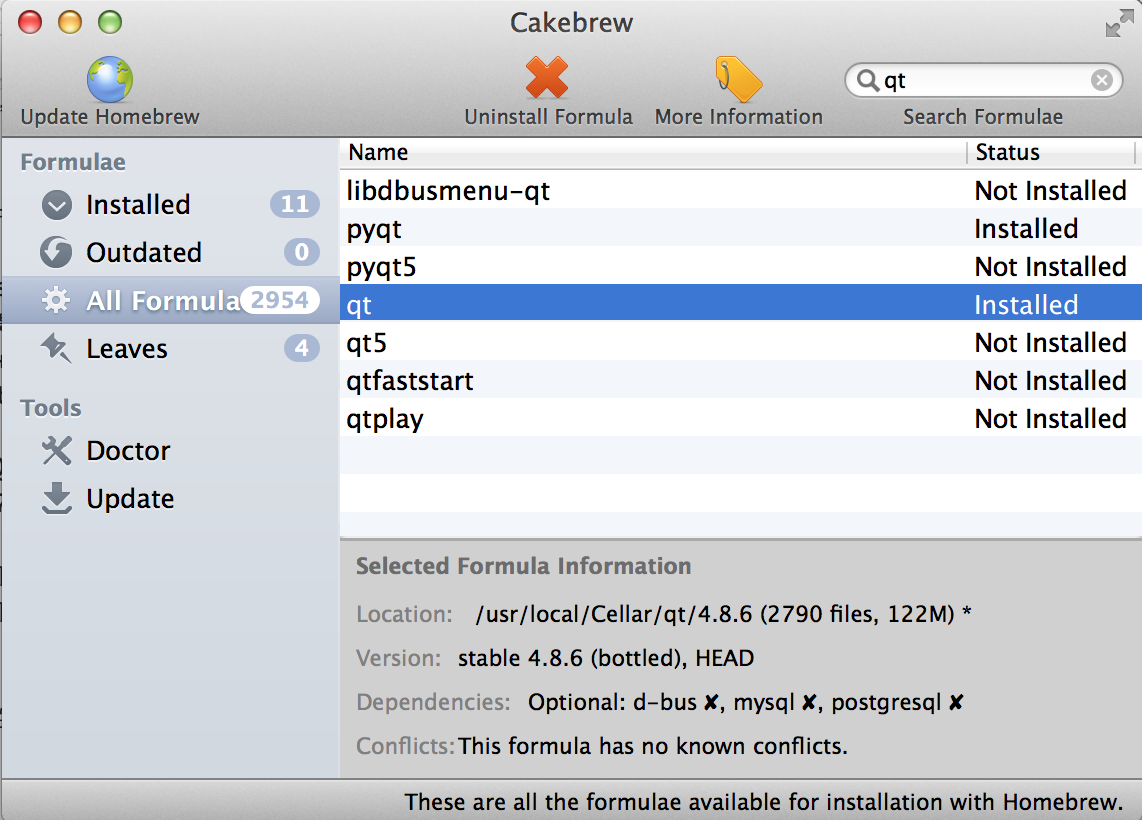 Cakebrew
Update Homebrew
Uninstall Formula
More Information
qt
Search Formulae
Formulae
Installed 11
Outdated 0
All Formula 2954
Leaves 4
Tools
Doctor
Update
Name Status
libdbusmenu-qt Not Installed
pyqt Installed
pyqt5 Not Installed
qt Installed
qt5 Not Installed
qtfaststart Not Installed
qtplay Not Installed
Selected Formula Information
Location: /usr/local/Cellar/qt/4.8.6 (2790 files, 122M) *
Version: stable 4.8.6 (bottled), HEAD
Dependencies: Optional: d-bus ✘, mysql ✘, postgresql ✘
Conflicts: This formula has no known conflicts.
These are all the formulae available for installation with Homebrew.